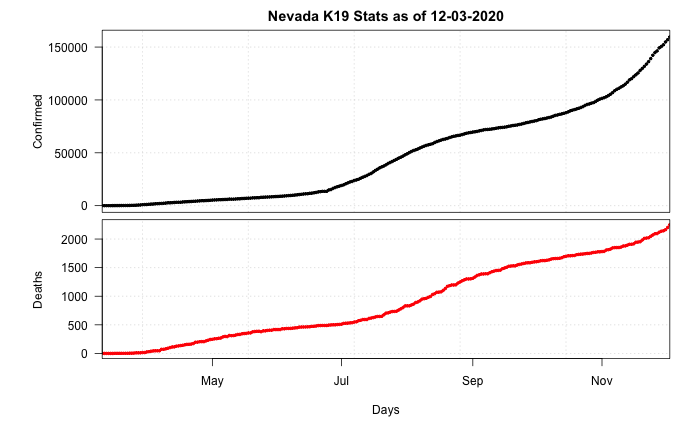 Nevada K19 Stats as of 12-03-2020
150000
100000
50000
0
Confirmed
2000
1500
1000
500
0
Deaths
May Jul Sep Nov
Days